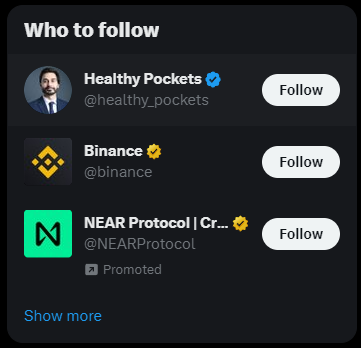 Who to follow
Healthy Pockets
@healthy_pockets
Follow
Binance
@binance
Follow
NEAR Protocol | Cr...
@NEARProtocol
Follow
Promoted
Show more